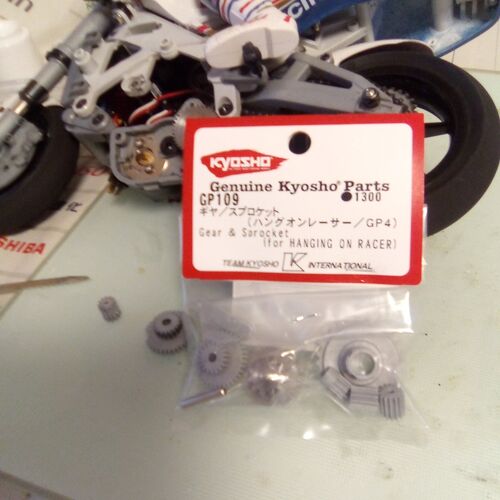 KYOSHO
Genuine Kyosho Parts
GP109 ●1300
ギヤ/スプロケット
(ハングオンレーサー/GP4)
Gear & Sprocket
(for HANGING ON RACER)
TEAM KYOSHO K INTERNATIONAL
SHIBA